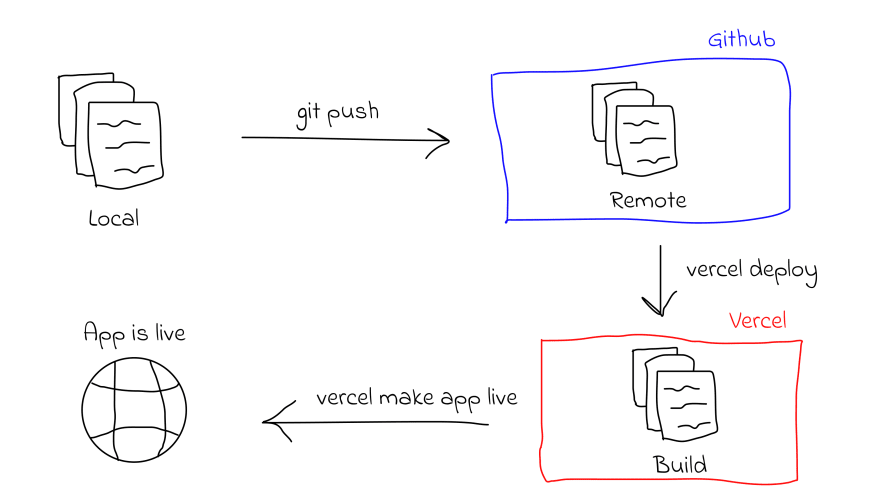 Github
git push
Local
Remote
vercel deploy
Vercel
App is live
vercel make app live
Build